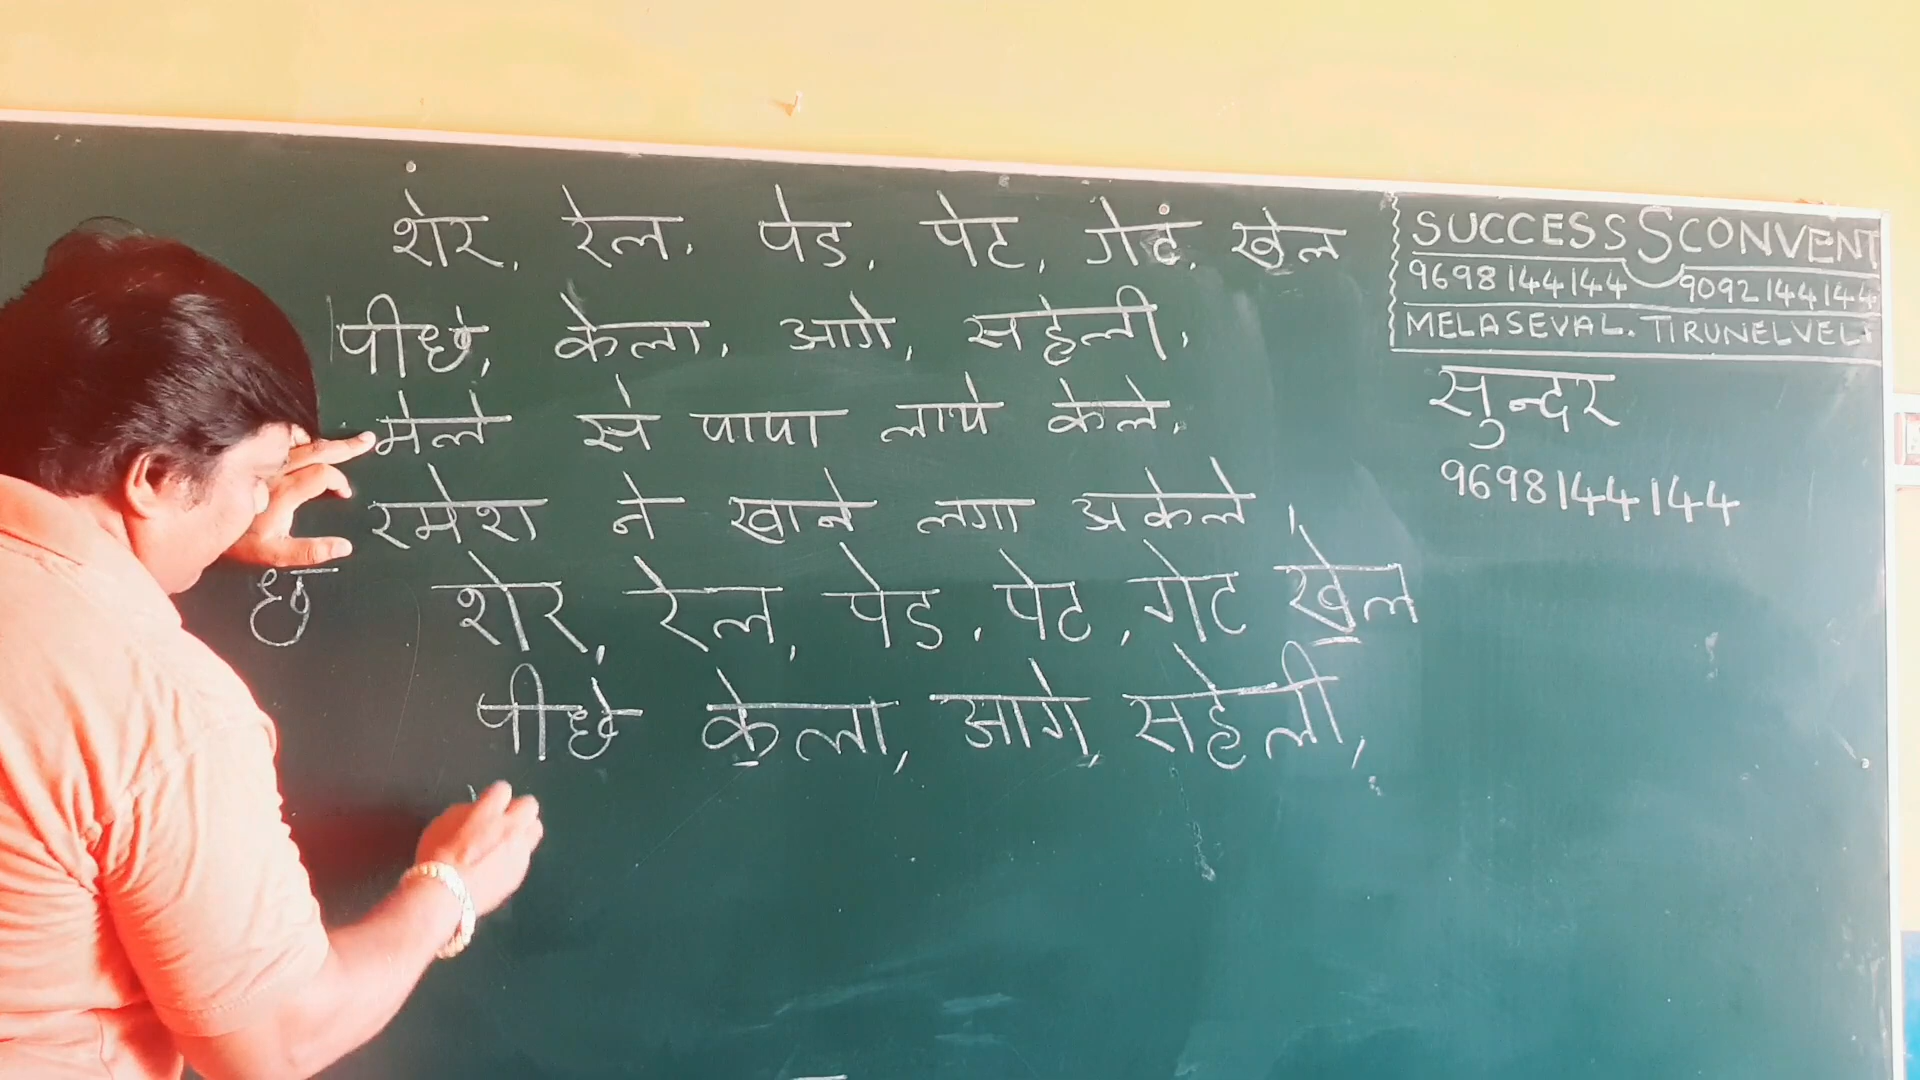 शेर, रेल, पेड, पेट, गेट, खेल
पीछे, केला, आगे, सहेली,
मेले से पापा लाये केले,
रमेश ने खाने लगा अकेले,
छ शेर, रेल, पेड, पेट, गेट खेल
पीछे केला, आगे, सहेली,
SUCCESS CONVENT
9698144144 9092144144
MELASEVAL. TIRUNELVELI
सुन्दर
9698144144